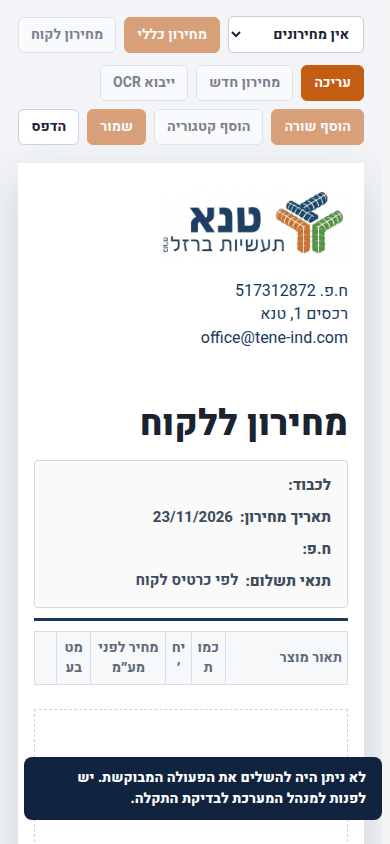 אין מחירונים
מחירון כללי
מחירון לקוח
עריכה
מחירון חדש
ייבוא OCR
הוסף שורה
הוסף קטגוריה
שמור
הדפס
טנא
תעשיות ברזל
ח.פ. 517312872
רכסים 1, טנא
office@tene-ind.com
מחירון ללקוח
לכבוד:
תאריך מחירון: 23/11/2026
ח.פ:
תנאי תשלום: לפי כרטיס לקוח
תאור מוצר
כמו
ת
יח
׳
מחיר לפני
מע״מ
מט
בע
לא ניתן היה להשלים את הפעולה המבוקשת. יש
לפנות למנהל המערכת לבדיקת התקלה.